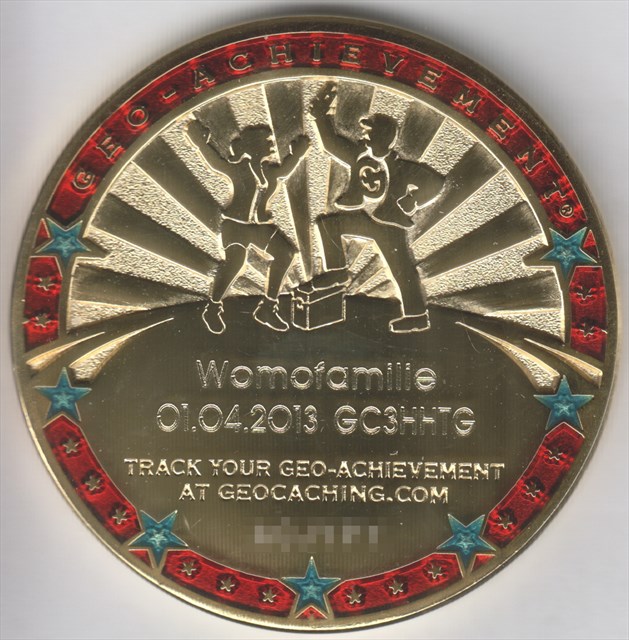 GEO-ACHIEVEMENT®
G
Womofamilie
01.04.2013 GC3HHTG
TRACK YOUR GEO-ACHIEVEMENT
AT GEOCACHING.COM